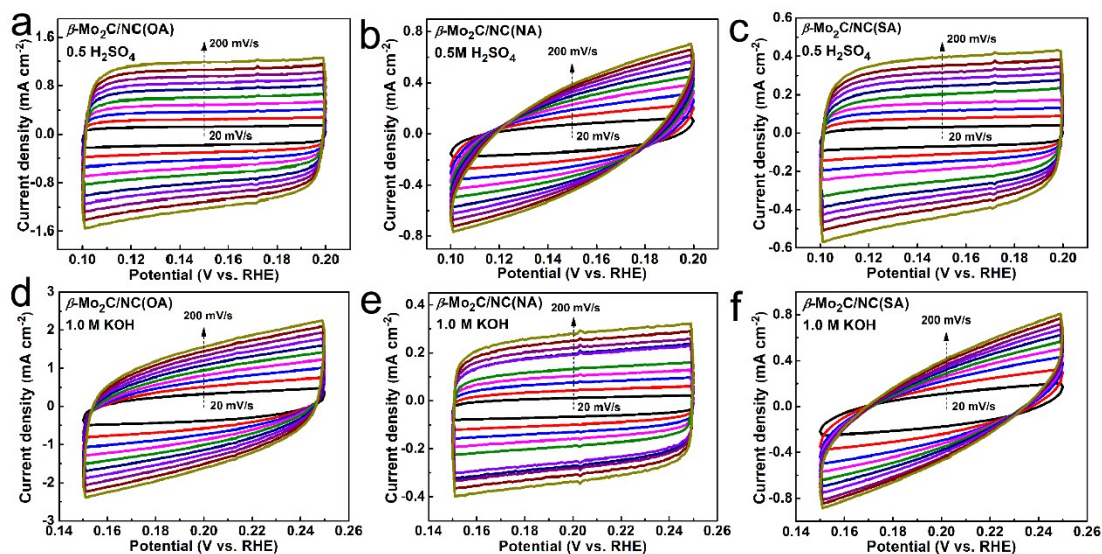 a
β-Mo₂C/NC(OA)
0.5 H₂SO₄
200 mV/s
20 mV/s
Current density (mA cm⁻²)
1.6
0.8
0.0
-0.8
-1.6
0.10 0.12 0.14 0.16 0.18 0.20
Potential (V vs. RHE)
b
β-Mo₂C/NC(NA)
0.5M H₂SO₄
200 mV/s
20 mV/s
Current density (mA cm⁻²)
0.8
0.4
0.0
-0.4
-0.8
0.10 0.12 0.14 0.16 0.18 0.20
Potential (V vs. RHE)
c
β-Mo₂C/NC(SA)
0.5 H₂SO₄
200 mV/s
20 mV/s
Current density (mA cm⁻²)
0.6
0.4
0.2
0.0
-0.2
-0.4
-0.6
0.10 0.12 0.14 0.16 0.18 0.20
Potential (V vs. RHE)
d
β-Mo₂C/NC(OA)
1.0 M KOH
200 mV/s
20 mV/s
Current density (mA cm⁻²)
3
2
1
0
-1
-2
-3
0.14 0.16 0.18 0.20 0.22 0.24 0.26
Potential (V vs. RHE)
e
β-Mo₂C/NC(NA)
1.0 M KOH
200 mV/s
20 mV/s
Current density (mA cm⁻²)
0.4
0.2
0.0
-0.2
-0.4
0.14 0.16 0.18 0.20 0.22 0.24 0.26
Potential (V vs. RHE)
f
β-Mo₂C/NC(SA)
1.0 M KOH
200 mV/s
20 mV/s
Current density (mA cm⁻²)
0.8
0.4
0.0
-0.4
-0.8
0.14 0.16 0.18 0.20 0.22 0.24 0.26
Potential (V vs. RHE)